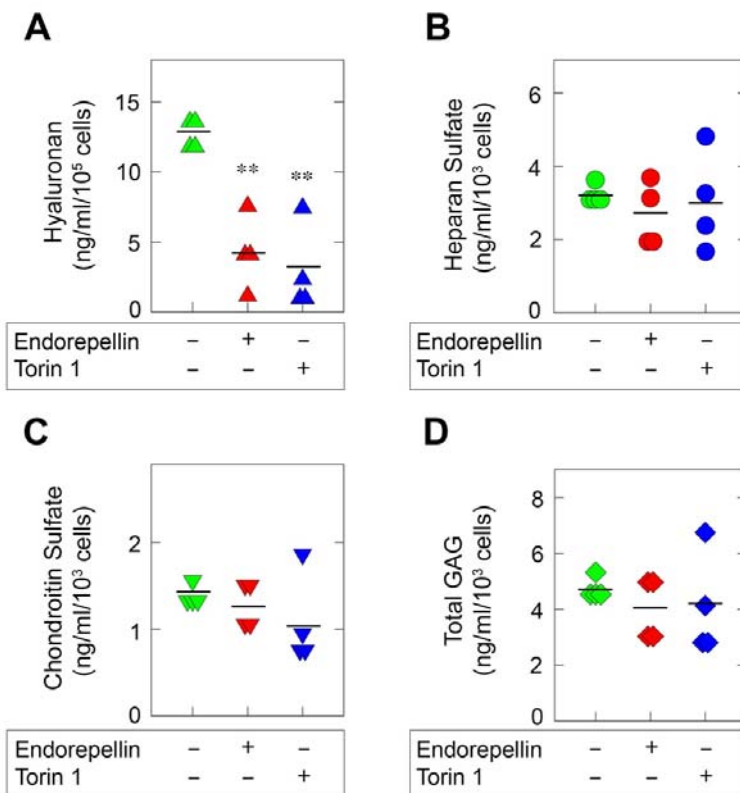 A
Hyaluronan
(ng/ml/10⁵ cells)
15
10
5
0
**
**
Endorepellin – + –
Torin 1 – – +
B
Heparan Sulfate
(ng/ml/10³ cells)
6
4
2
0
Endorepellin – + –
Torin 1 – – +
C
Chondroitin Sulfate
(ng/ml/10³ cells)
2
1
0
Endorepellin – + –
Torin 1 – – +
D
Total GAG
(ng/ml/10³ cells)
8
6
4
2
0
Endorepellin – + –
Torin 1 – – +